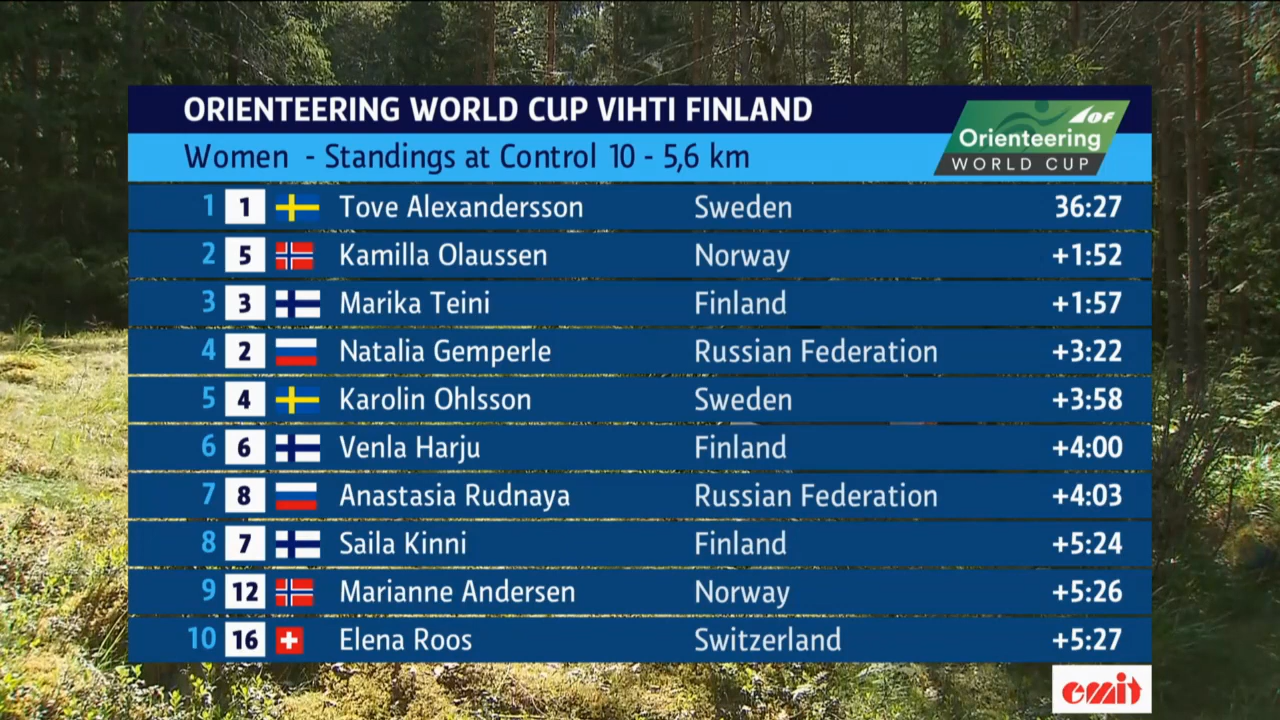 ORIENTEERING WORLD CUP VIHTI FINLAND
Women - Standings at Control 10 - 5,6 km
IOF
Orienteering
WORLD CUP
1 1 Tove Alexandersson Sweden 36:27
2 5 Kamilla Olaussen Norway +1:52
3 3 Marika Teini Finland +1:57
4 2 Natalia Gemperle Russian Federation +3:22
5 4 Karolin Ohlsson Sweden +3:58
6 6 Venla Harju Finland +4:00
7 8 Anastasia Rudnaya Russian Federation +4:03
8 7 Saila Kinni Finland +5:24
9 12 Marianne Andersen Norway +5:26
10 16 Elena Roos Switzerland +5:27
emit